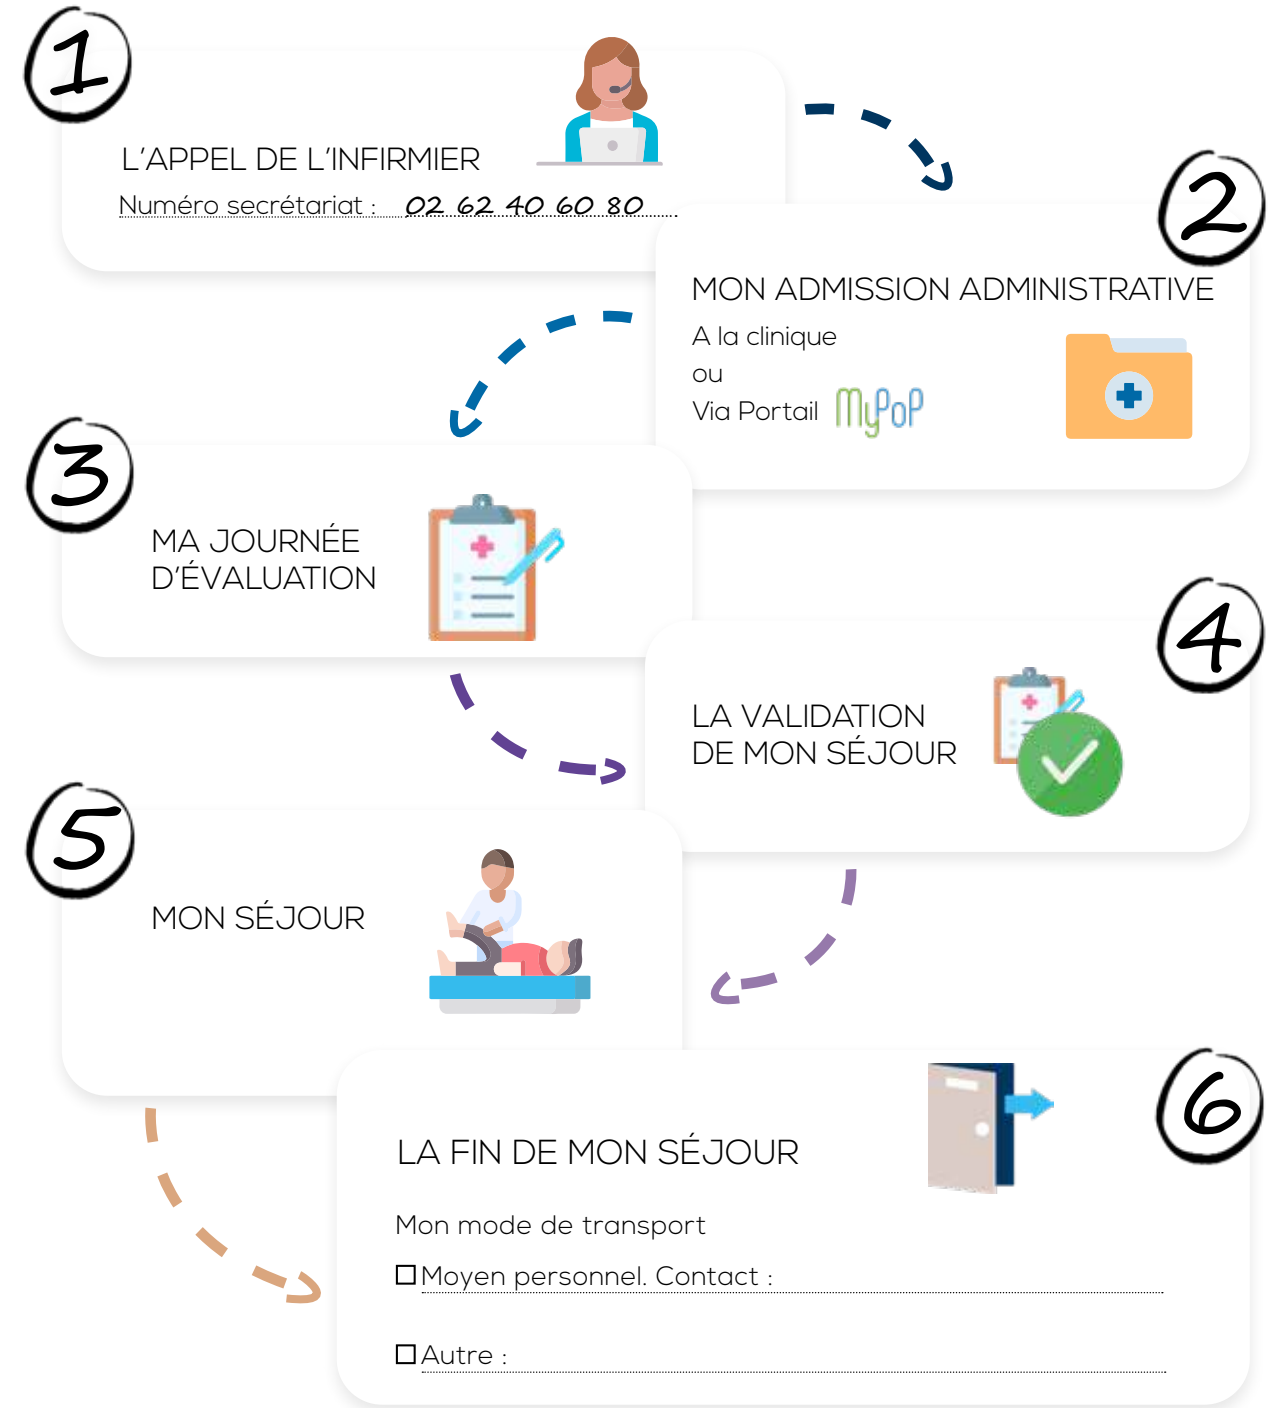 1
L'APPEL DE L'INFIRMIER
Numéro secrétariat : 02 62 40 60 80
2
MON ADMISSION ADMINISTRATIVE
A la clinique
ou
Via Portail MyPoP
3
MA JOURNÉE
D'ÉVALUATION
4
LA VALIDATION
DE MON SÉJOUR
5
MON SÉJOUR
6
LA FIN DE MON SÉJOUR
Mon mode de transport
Moyen personnel. Contact :
Autre :